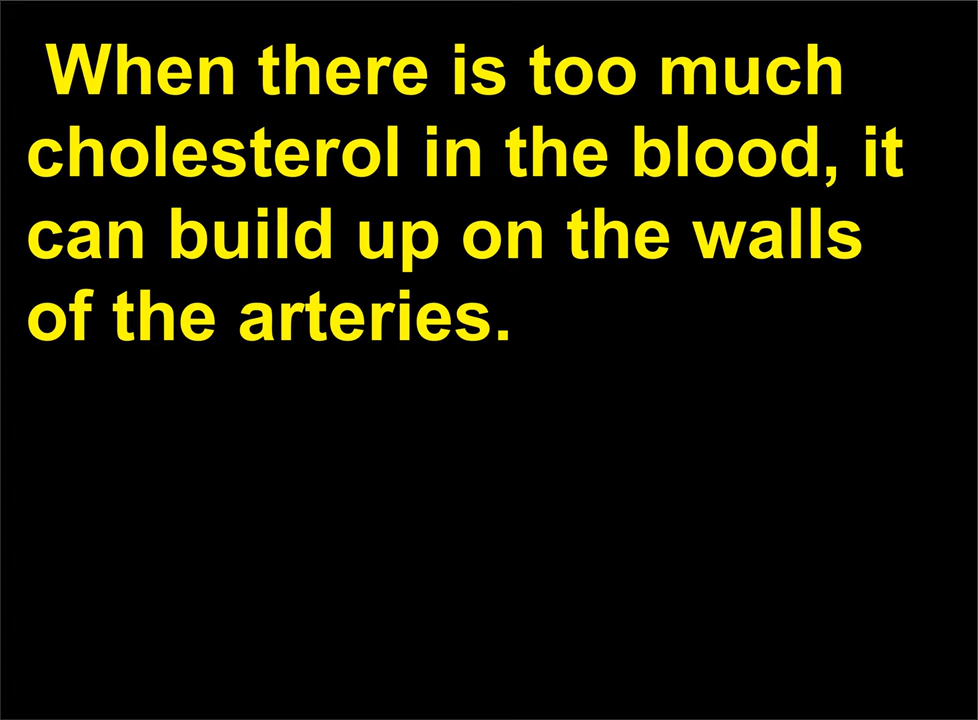 When there is too much
cholesterol in the blood, it
can build up on the walls
of the arteries.